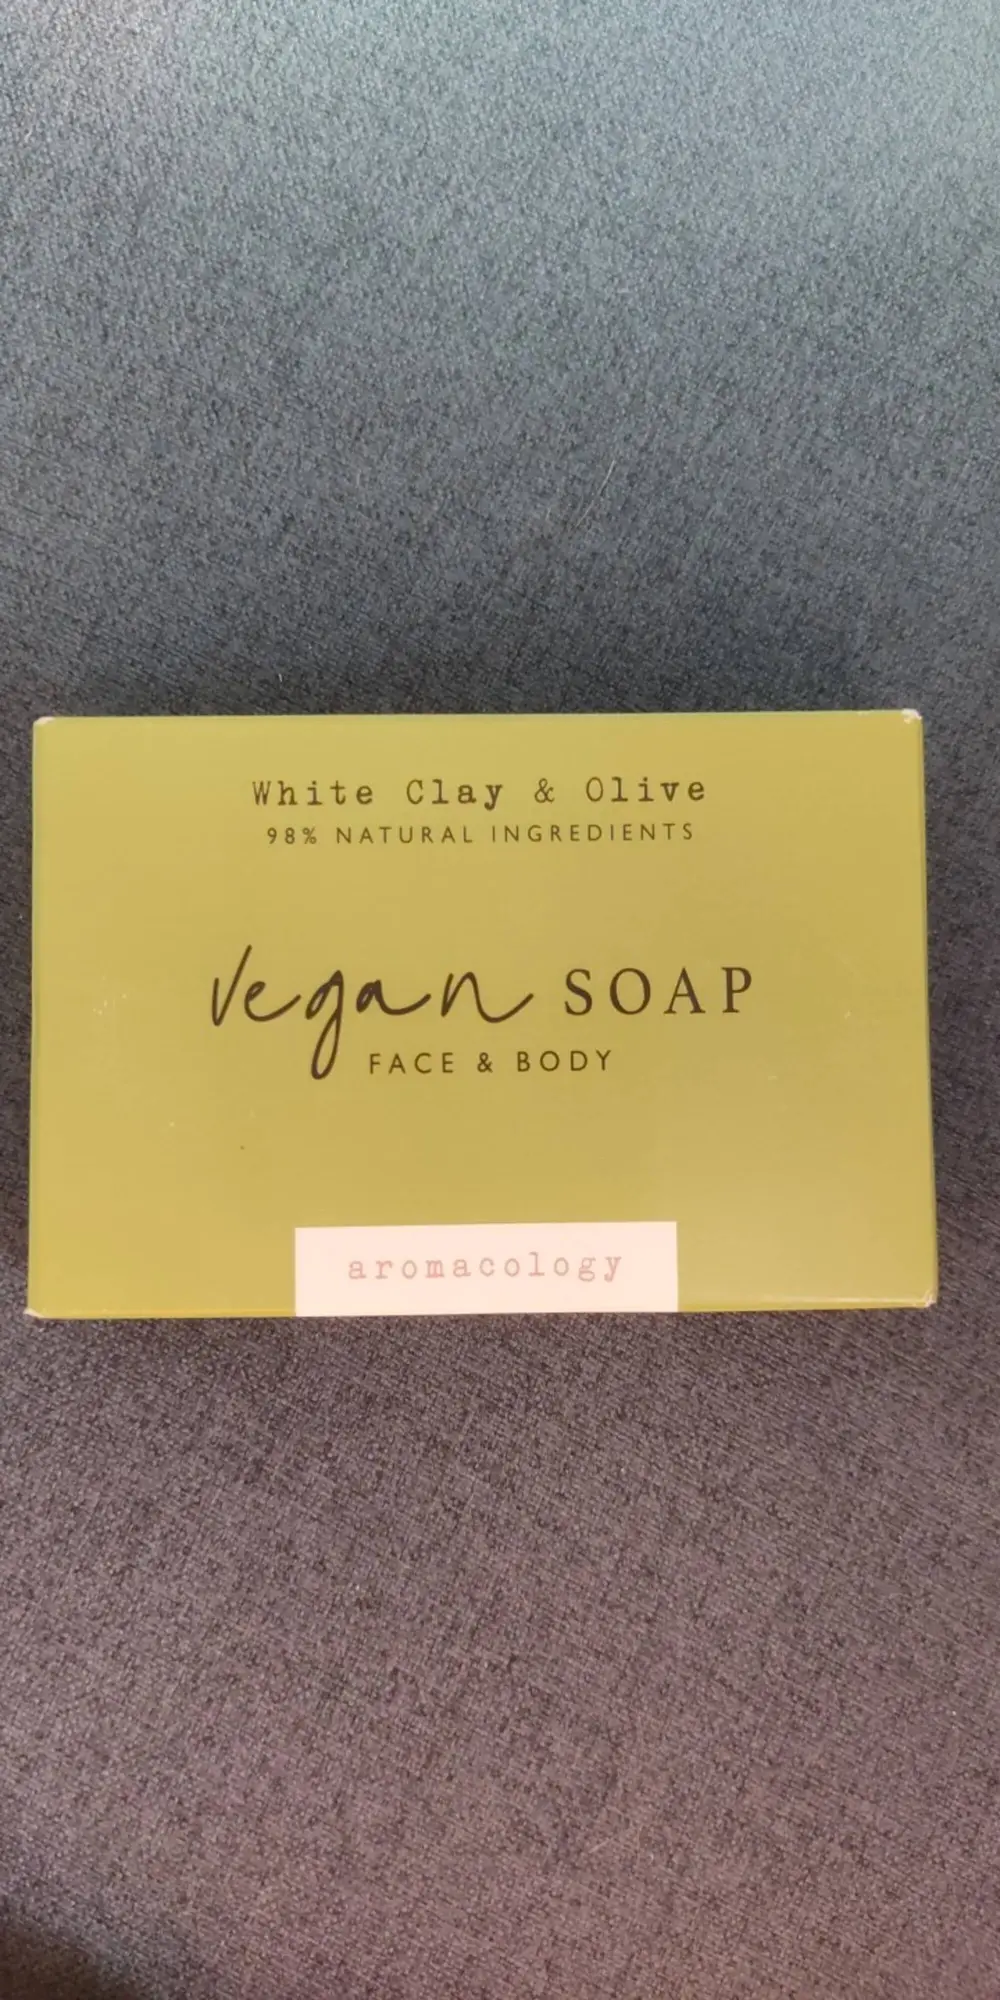 White Clay & Olive
98% NATURAL INGREDIENTS
vegan SOAP
FACE & BODY
aromacology